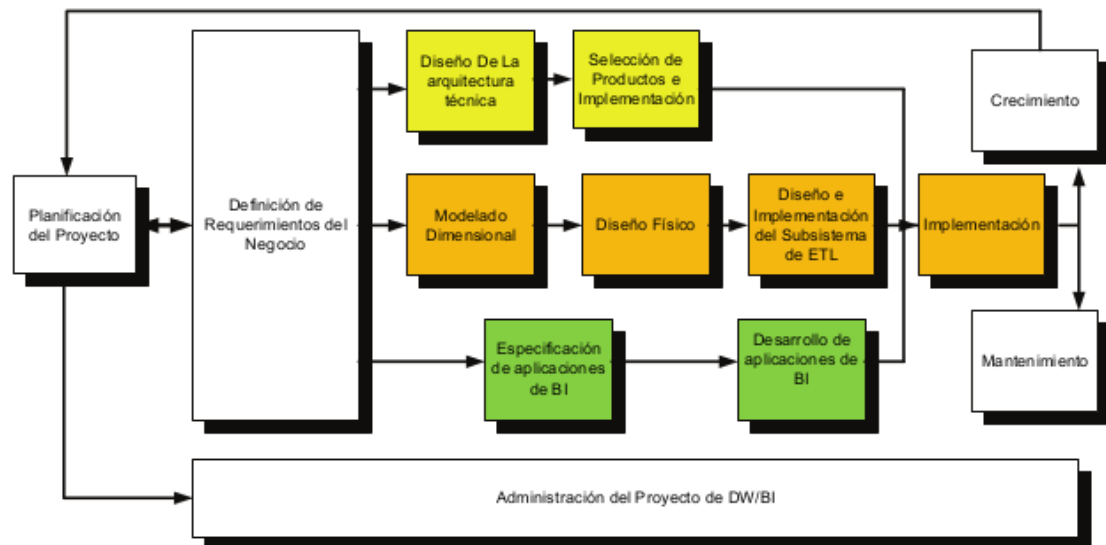 Diseño De La
arquitectura
técnica
Selección de
Productos e
Implementación
Crecimiento
Planificación
del Proyecto
Definición de
Requerimientos del
Negocio
Modelado
Dimensional
Diseño Físico
Diseño e
Implementación
del Subsistema
de ETL
Implementación
Especificación
de aplicaciones
de BI
Desarrollo de
aplicaciones de
BI
Mantenimiento
Administración del Proyecto de DW/BI